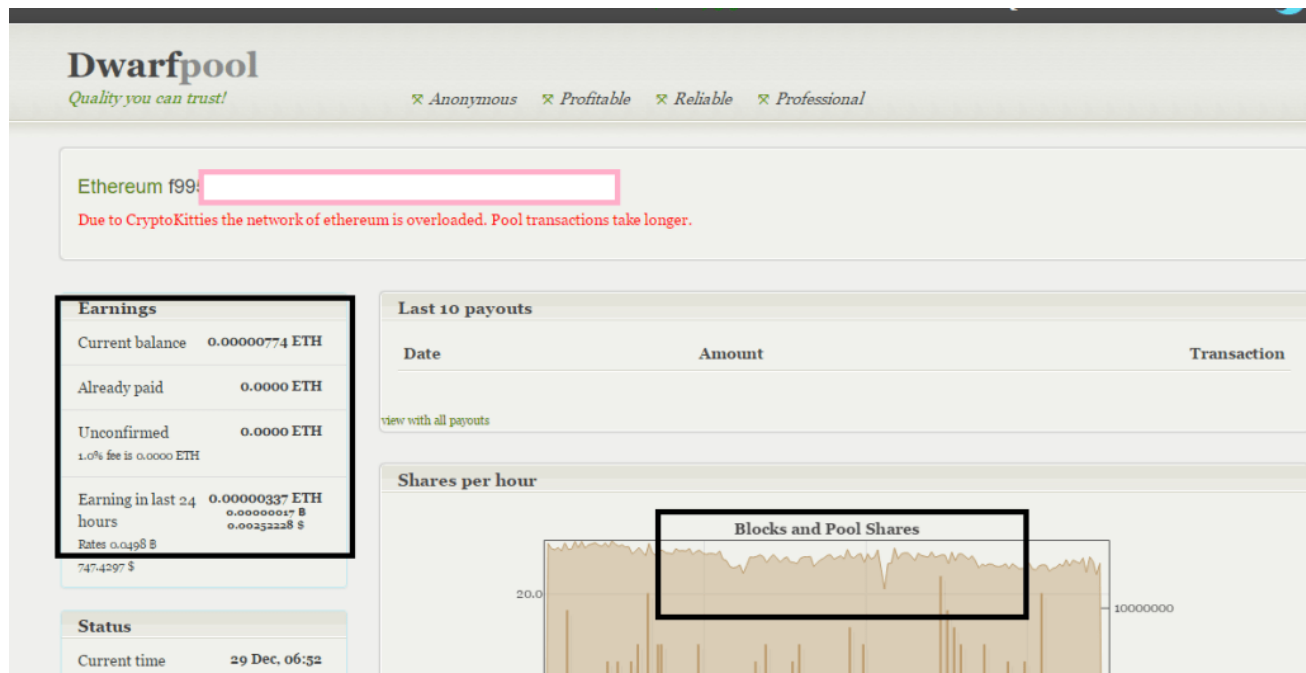 Dwarfpool
Quality you can trust!
Anonymous Profitable Reliable Professional
Ethereum f995
Due to CryptoKitties the network of ethereum is overloaded. Pool transactions take longer.
Earnings
Current balance 0.00000774 ETH
Already paid 0.0000 ETH
Unconfirmed 0.0000 ETH
1.0% fee is 0.0000 ETH
Earning in last 24 hours 0.00000337 ETH
0.00000017 B
0.00252228 $
Rates 0.0498 B
747.4297 $
Status
Current time 29 Dec, 06:52
Last 10 payouts
Date Amount Transaction
view with all payouts
Shares per hour
Blocks and Pool Shares
20.0
10000000